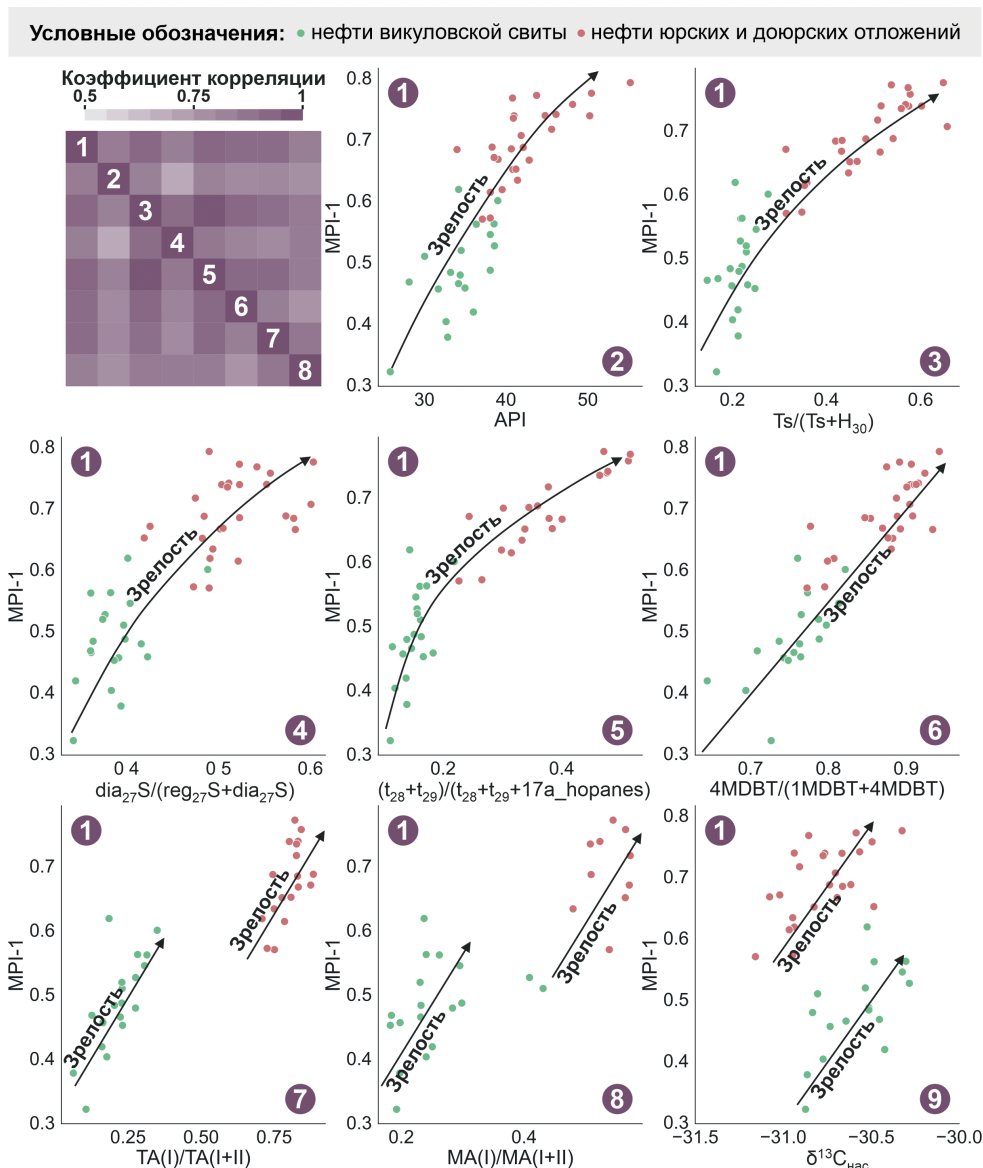 Условные обозначения: нефти викуловской свиты нефти юрских и доюрских отложений
Коэффициент корреляции
0.5 0.75 1
1
2
3
4
5
6
7
8
MPI-1
0.8
0.7
0.6
0.5
0.4
0.3
1
Зрелость
2
30 40 50
API
MPI-1
0.7
0.6
0.5
0.4
0.3
1
Зрелость
3
0.2 0.4 0.6
Ts/(Ts+H30)
MPI-1
0.8
0.7
0.6
0.5
0.4
0.3
1
Зрелость
4
0 4 0 5 0.6
dia27S/(reg27S+dia27S)
MPI-1
0.7
0.6
0.5
0.4
0.3
1
Зрелость
5
0.2 0.4
(t28+t29)/(t28+t29+17a_hopanes)
MPI-1
0.8
0.7
0.6
0.5
0.4
0.3
1
Зрелость
6
0.7 0.8 0.9
4MDBT/(1MDBT+4MDBT)
MPI-1
0.7
0.6
0.5
0.4
0.3
1
Зрелость
Зрелость
7
0.25 0.50 0.75
TA(I)/TA(I+II)
MPI-1
0.7
0.6
0.5
0.4
0.3
1
Зрелость
Зрелость
8
0.2 0.4
MA(I)/MA(I+II)
MPI-1
0.8
0.7
0.6
0.5
0.4
0.3
1
Зрелость
Зрелость
9
−31.5 −31.0 −30.5 −30.0
δ13Cнас